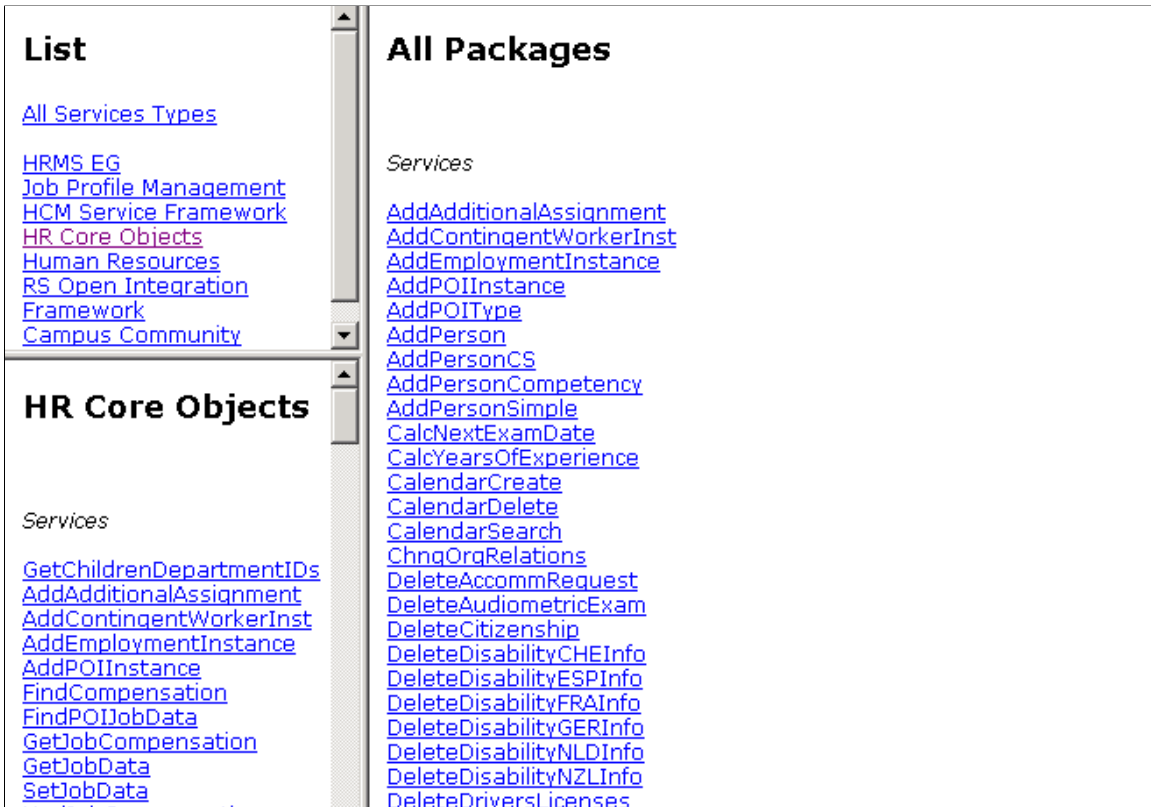 List
All Services Types
HRMS EG
Job Profile Management
HCM Service Framework
HR Core Objects
Human Resources
RS Open Integration
Framework
Campus Community
HR Core Objects
Services
GetChildrenDepartmentIDs
AddAdditionalAssignment
AddContingentWorkerInst
AddEmploymentInstance
AddPOIInstance
FindCompensation
FindPOIJobData
GetJobCompensation
GetJobData
SetJobData
All Packages
Services
AddAdditionalAssignment
AddContingentWorkerInst
AddEmploymentInstance
AddPOIInstance
AddPOIType
AddPerson
AddPersonCS
AddPersonCompetency
AddPersonSimple
CalcNextExamDate
CalcYearsOfExperience
CalendarCreate
CalendarDelete
CalendarSearch
ChngOrgRelations
DeleteAccommRequest
DeleteAudiometricExam
DeleteCitizenship
DeleteDisabilityCHEInfo
DeleteDisabilityESPInfo
DeleteDisabilityFRAInfo
DeleteDisabilityGERInfo
DeleteDisabilityNLDInfo
DeleteDisabilityNZLInfo
DeleteDriversLicenses